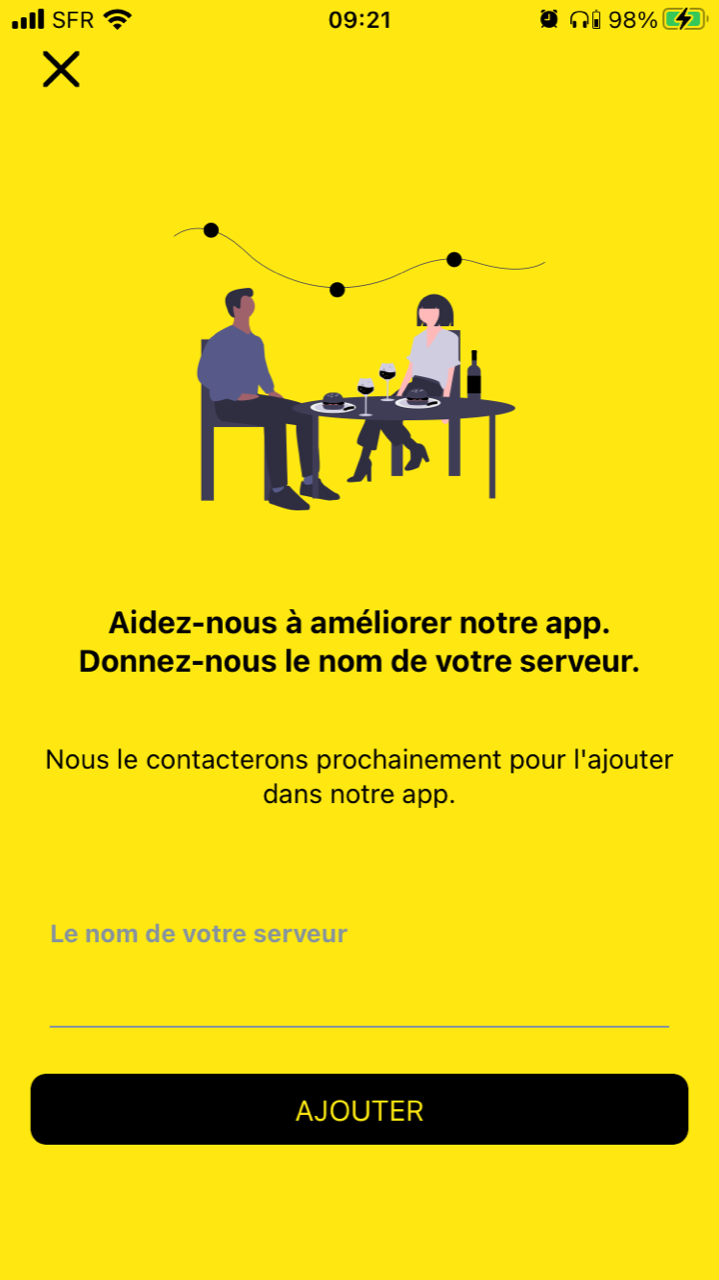 SFR 09:21 98%
Aidez-nous à améliorer notre app.
Donnez-nous le nom de votre serveur.
Nous le contacterons prochainement pour l'ajouter
dans notre app.
Le nom de votre serveur
AJOUTER